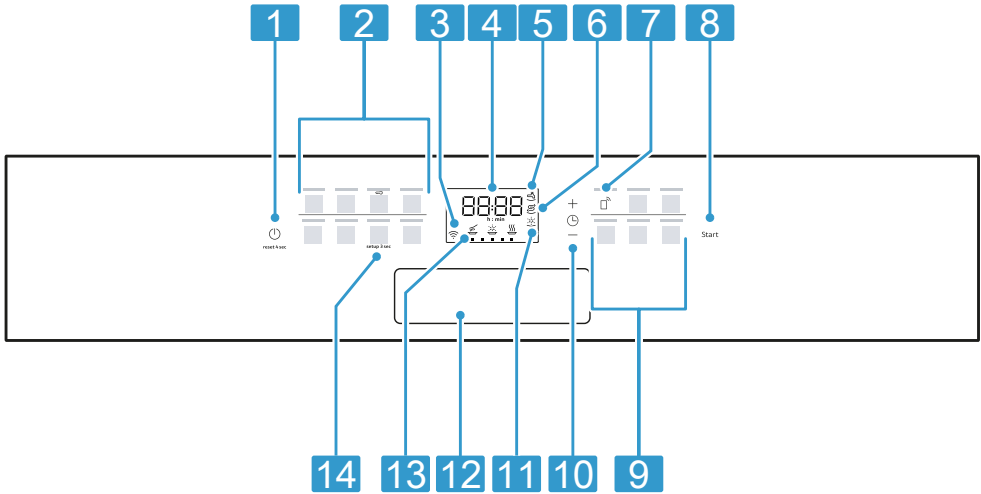 1 2 3 4 5 6 7 8
88:88
h : min
reset 4 sec
setup 3 sec
Start
+
−
14 13 12 11 10 9